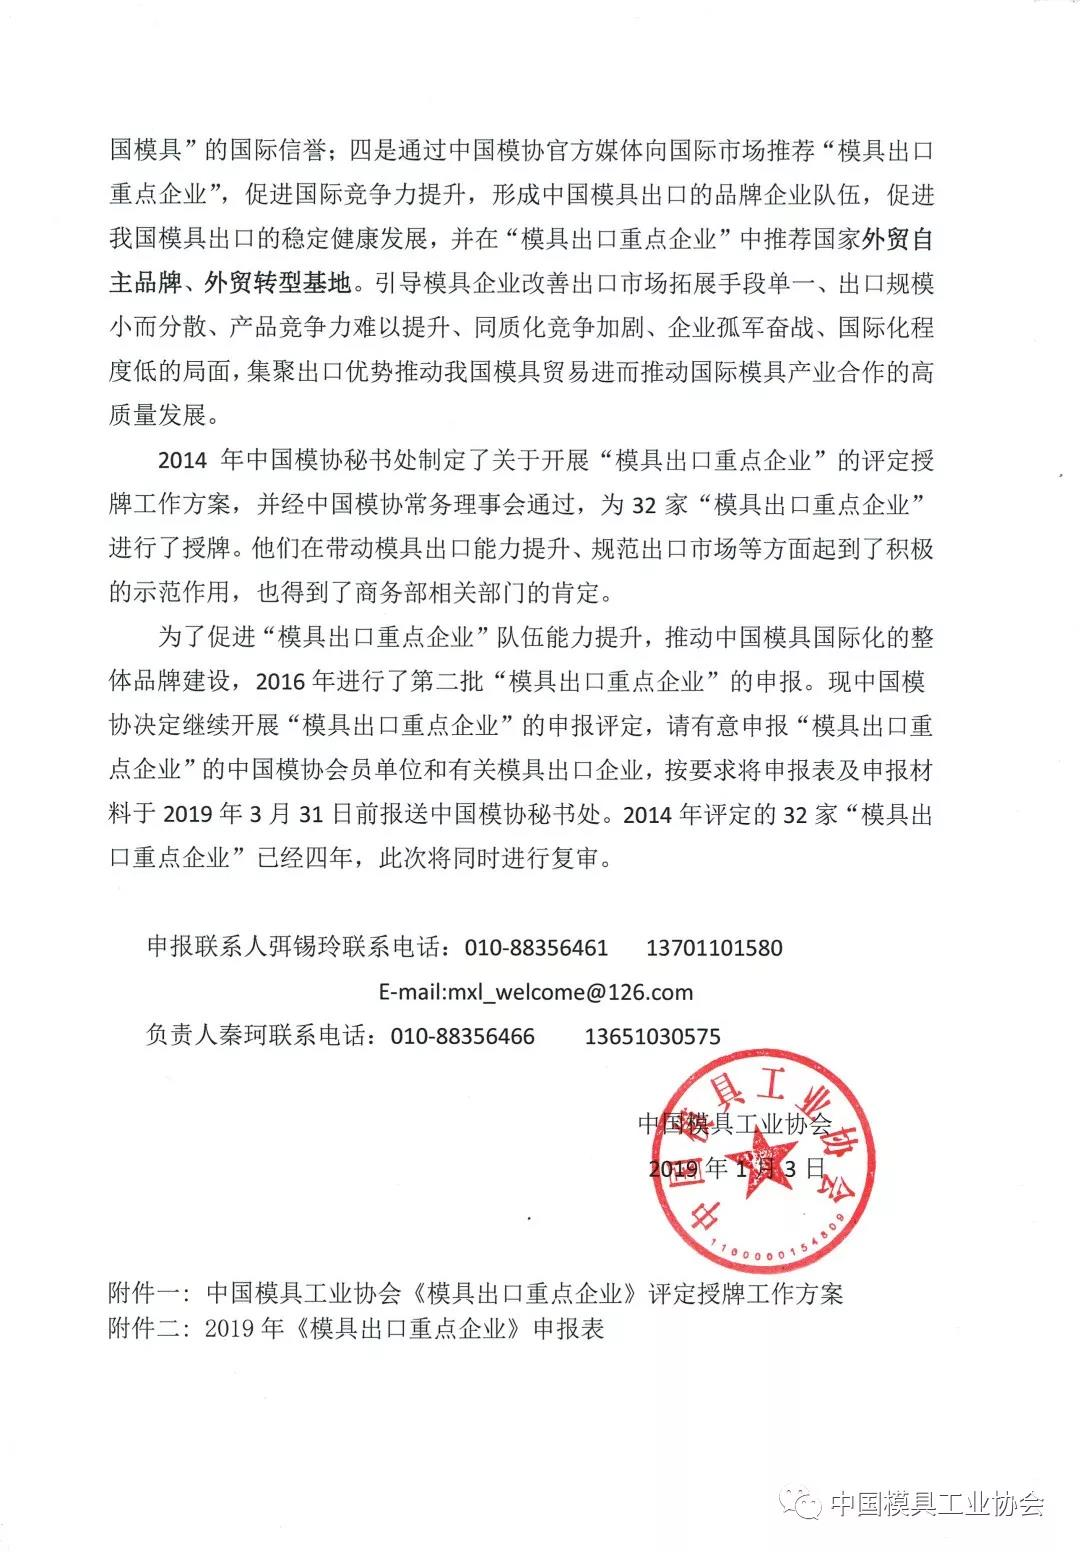 国模具”的国际信誉；四是通过中国模协官方媒体向国际市场推荐“模具出口
重点企业”，促进国际竞争力提升，形成中国模具出口的品牌企业队伍，促进
我国模具出口的稳定健康发展，并在“模具出口重点企业”中推荐国家外贸自
主品牌、外贸转型基地。引导模具企业改善出口市场拓展手段单一、出口规模
小而分散、产品竞争力难以提升、同质化竞争加剧、企业孤军奋战、国际化程
度低的局面，集聚出口优势推动我国模具贸易进而推动国际模具产业合作的高
质量发展。
2014 年中国模协秘书处制定了关于开展“模具出口重点企业”的评定授
牌工作方案，并经中国模协常务理事会通过，为 32 家“模具出口重点企业”
进行了授牌。他们在带动模具出口能力提升、规范出口市场等方面起到了积极
的示范作用，也得到了商务部相关部门的肯定。
为了促进“模具出口重点企业”队伍能力提升，推动中国模具国际化的整
体品牌建设，2016 年进行了第二批“模具出口重点企业”的申报。现中国模
协决定继续开展“模具出口重点企业”的申报评定，请有意申报“模具出口重
点企业”的中国模协会员单位和有关模具出口企业，按要求将申报表及申报材
料于 2019 年 3 月 31 日前报送中国模协秘书处。2014 年评定的 32 家“模具出
口重点企业”已经四年，此次将同时进行复审。
申报联系人弭锡玲联系电话：010-88356461 13701101580
E-mail:mxl_welcome@126.com
负责人秦珂联系电话：010-88356466 13651030575
中国模具工业协会
2019 年 1 月 3 日
中国模具工业协会
1100000154809
附件一：中国模具工业协会《模具出口重点企业》评定授牌工作方案
附件二：2019 年《模具出口重点企业》申报表
中国模具工业协会